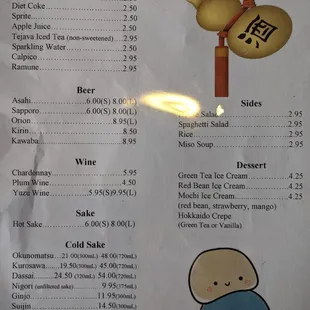 Diet Coke 2.50
Sprite 2.50
Apple Juice 2.50
Tejava Iced Tea (non-sweetened) 2.95
Sparkling Water 2.50
Calpico 2.95
Ramune 2.95
Beer
Asahi 6.00(S) 8.00(L)
Sapporo 6.00(S) 8.00(L)
Orion 8.95(L)
Kirin 8.50
Kawaba 8.95
Wine
Chardonnay 5.95
Plum Wine 4.50
Yuzu Wine 5.95(S)9.95(L)
Sake
Hot Sake 6.00(S) 8.00(L)
Cold Sake
Okunomatsu 21.00(300mL) 48.00(720mL)
Kurosawa 19.50(300mL) 45.00(720mL)
Dassai 24.50 (320mL) 54.00(720mL)
Nigori (unfiltered sake) 9.95(375mL)
Ginjo 11.95(300mL)
Suijin 14.50(300mL)
酒
Sides
Salad 2.95
Spaghetti Salad 2.95
Rice 2.95
Miso Soup 2.95
Dessert
Green Tea Ice Cream 4.25
Red Bean Ice Cream 4.25
Mochi Ice Cream 4.25
(red bean, strawberry, mango)
Hokkaido Crepe
(Green Tea or Vanilla)